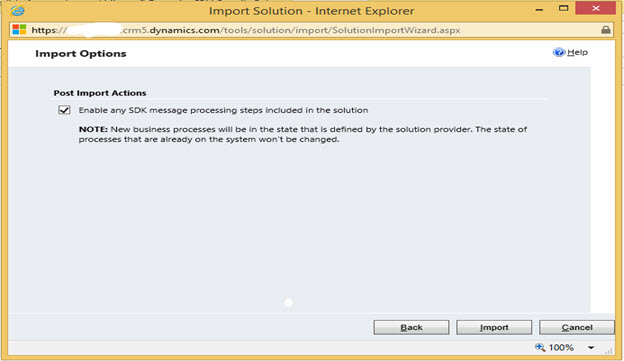 Import Solution - Internet Explorer
https:// .crm5.dynamics.com/tools/solution/import/SolutionImportWizard.aspx
Import Options
Help
Post Import Actions
Enable any SDK message processing steps included in the solution
NOTE: New business processes will be in the state that is defined by the solution provider. The state of
processes that are already on the system won't be changed.
Back
Import
Cancel
100%